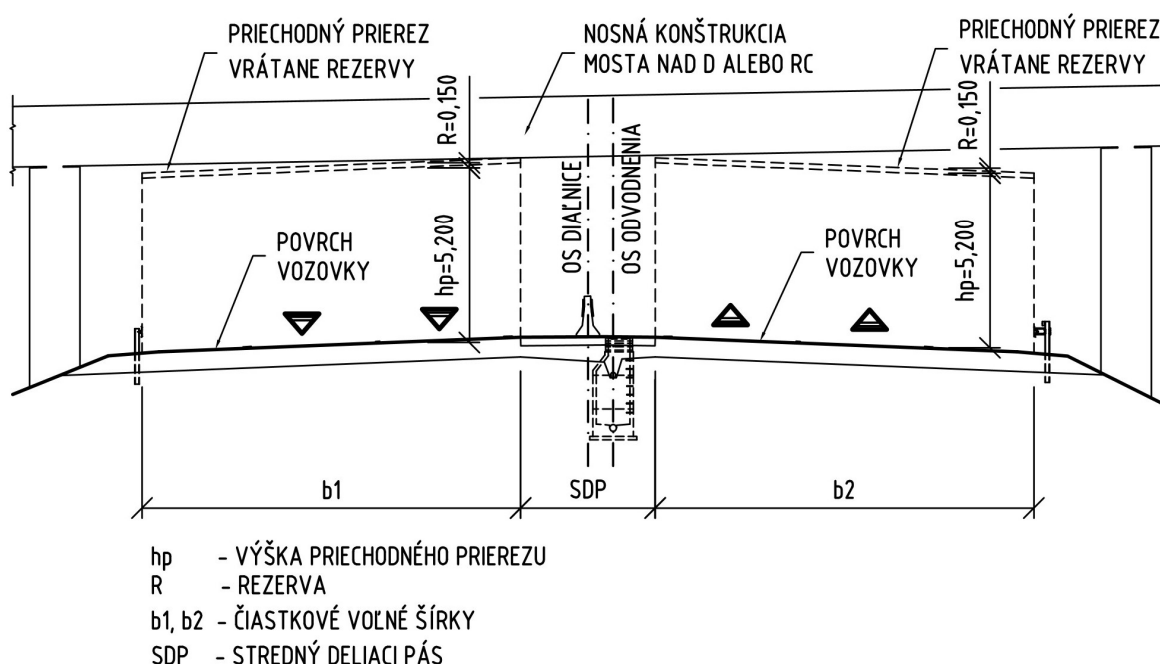 PRIECHODNÝ PRIEREZ
VRÁTANE REZERVY
NOSNÁ KONŠTRUKCIA
MOSTA NAD D ALEBO RC
PRIECHODNÝ PRIEREZ
VRÁTANE REZERVY
R=0,150
R=0,150
OS DIAĽNICE
OS ODVODNENIA
POVRCH
VOZOVKY
hp=5,200
POVRCH
VOZOVKY
hp=5,200
b1
SDP
b2
hp - VÝŠKA PRIECHODNÉHO PRIEREZU
R - REZERVA
b1, b2 - ČIASTKOVÉ VOĽNÉ ŠÍRKY
SDP - STREDNÝ DELIACI PÁS